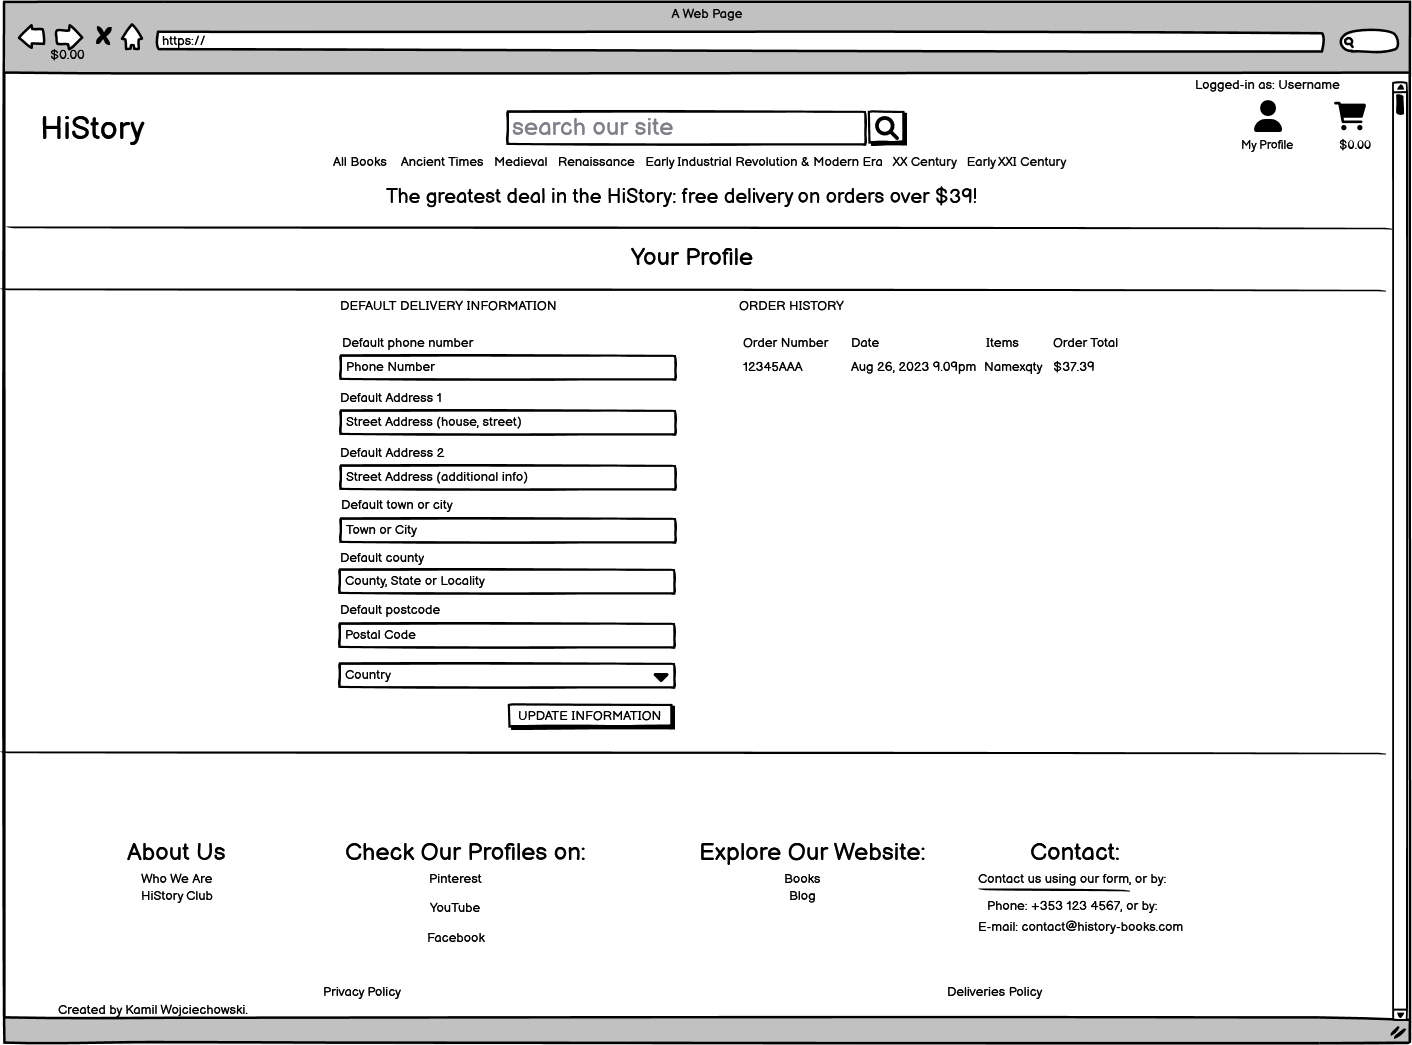 A Web Page
https://
$0.00
Logged-in as: Username
HiStory
search our site
My Profile
$0.00
All Books Ancient Times Medieval Renaissance Early Industrial Revolution & Modern Era XX Century Early XXI Century
The greatest deal in the HiStory: free delivery on orders over $39!
Your Profile
DEFAULT DELIVERY INFORMATION
Default phone number
Phone Number
Default Address 1
Street Address (house, street)
Default Address 2
Street Address (additional info)
Default town or city
Town or City
Default county
County, State or Locality
Default postcode
Postal Code
Country
UPDATE INFORMATION
ORDER HISTORY
Order Number Date Items Order Total
12345AAA Aug 26, 2023 9.09pm Namexqty $37.39
About Us
Who We Are
HiStory Club
Check Our Profiles on:
Pinterest
YouTube
Facebook
Explore Our Website:
Books
Blog
Contact:
Contact us using our form, or by:
Phone: +353 123 4567, or by:
E-mail: contact@history-books.com
Privacy Policy
Deliveries Policy
Created by Kamil Wojciechowski.